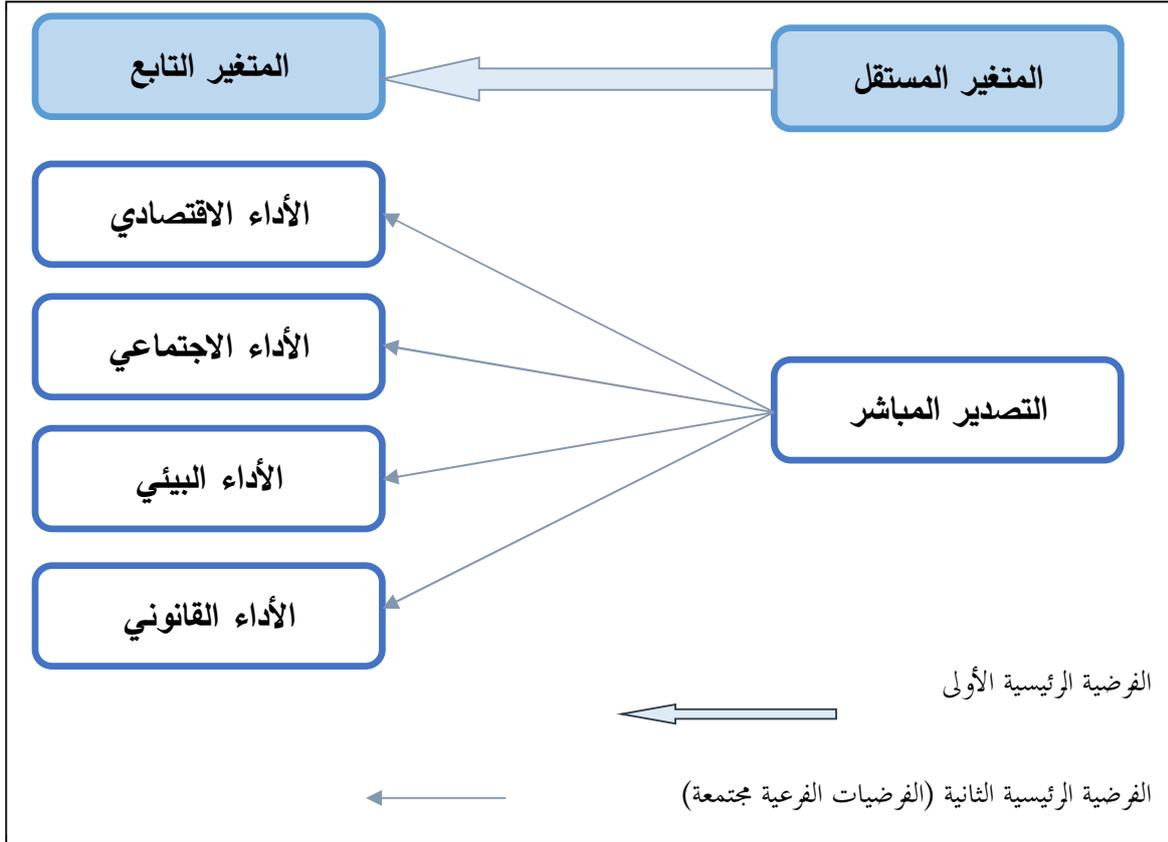 المتغير المستقل
المتغير التابع
الأداء الاقتصادي
الأداء الاجتماعي
التصدير المباشر
الأداء البيئي
الأداء القانوني
الفرضية الرئيسية الأولى
الفرضية الرئيسية الثانية (الفرضيات الفرعية مجتمعة)